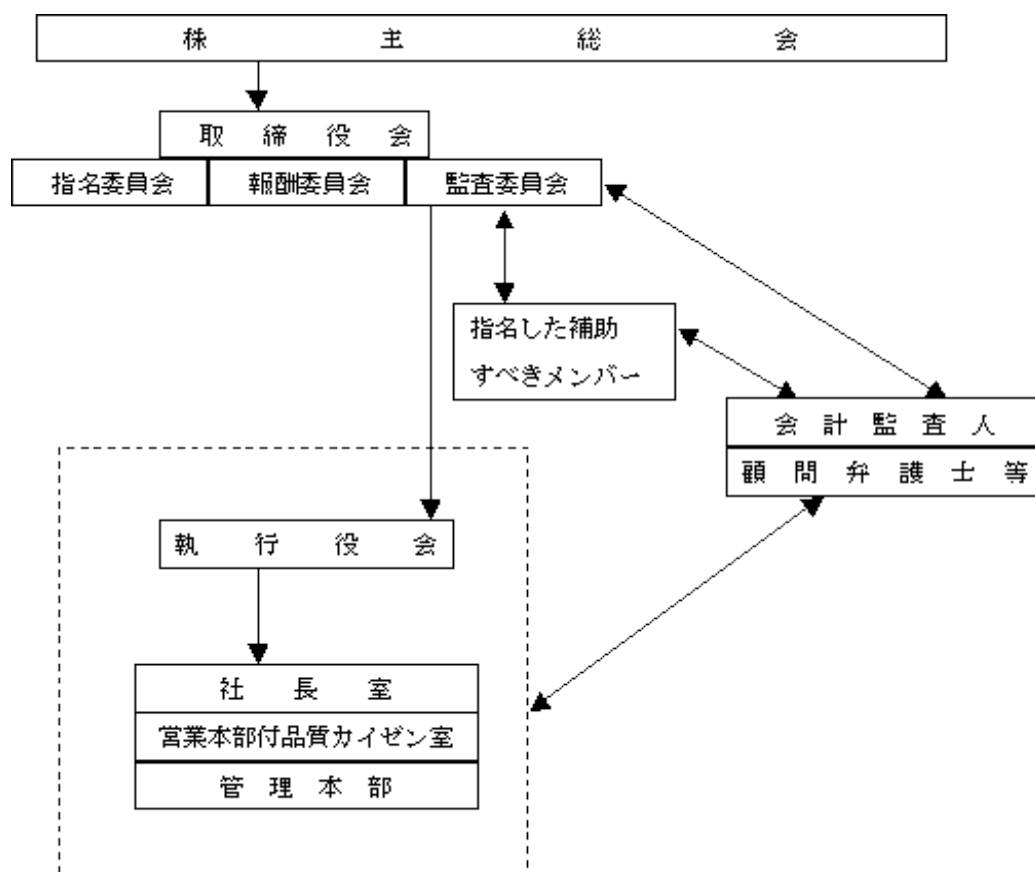 株主総会
取締役会
指名委員会
報酬委員会
監査委員会
指名した補助
すべきメンバー
会計監査人
顧問弁護士等
執行役会
社長室
営業本部付品質カイゼン室
管理本部